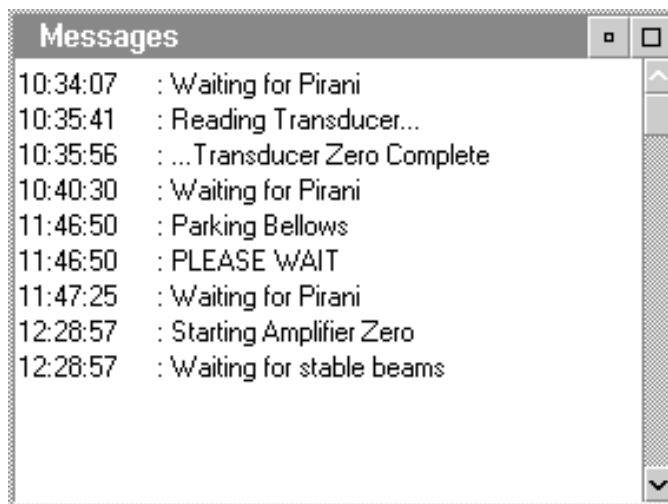 Messages
10:34:07 : Waiting for Pirani
10:35:41 : Reading Transducer...
10:35:56 : ...Transducer Zero Complete
10:40:30 : Waiting for Pirani
11:46:50 : Parking Bellows
11:46:50 : PLEASE WAIT
11:47:25 : Waiting for Pirani
12:28:57 : Starting Amplifier Zero
12:28:57 : Waiting for stable beams